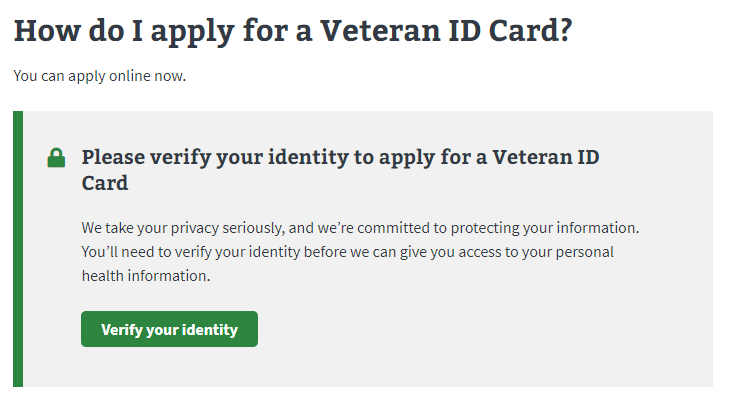 How do I apply for a Veteran ID Card?
You can apply online now.
Please verify your identity to apply for a Veteran ID
Card
We take your privacy seriously, and we’re committed to protecting your information.
You’ll need to verify your identity before we can give you access to your personal
health information.
Verify your identity